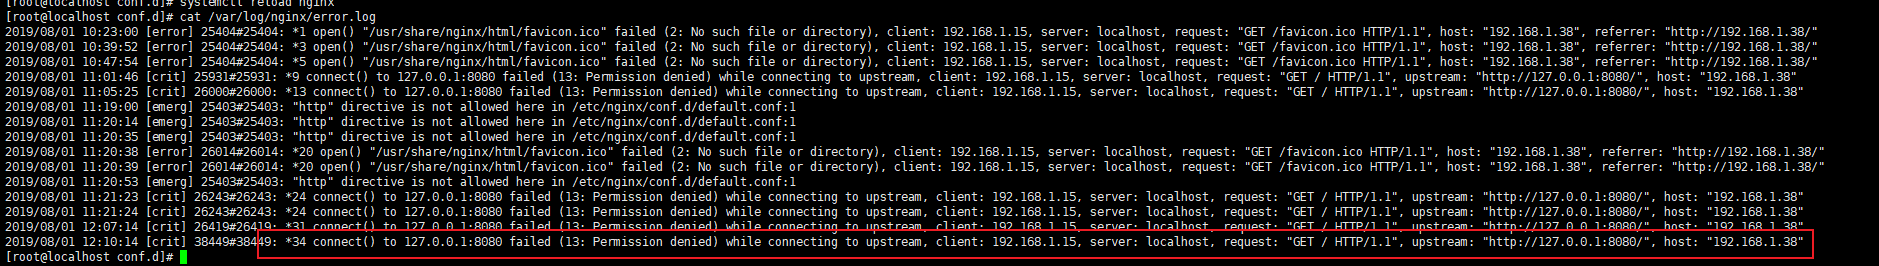 [root@localhost conf.d]# systemctl reload nginx
[root@localhost conf.d]# cat /var/log/nginx/error.log
2019/08/01 10:23:00 [error] 25404#25404: *1 open() "/usr/share/nginx/html/favicon.ico" failed (2: No such file or directory), client: 192.168.1.15, server: localhost, request: "GET /favicon.ico HTTP/1.1", host: "192.168.1.38", referrer: "http://192.168.1.38/"
2019/08/01 10:39:52 [error] 25404#25404: *3 open() "/usr/share/nginx/html/favicon.ico" failed (2: No such file or directory), client: 192.168.1.15, server: localhost, request: "GET /favicon.ico HTTP/1.1", host: "192.168.1.38", referrer: "http://192.168.1.38/"
2019/08/01 10:47:54 [error] 25404#25404: *5 open() "/usr/share/nginx/html/favicon.ico" failed (2: No such file or directory), client: 192.168.1.15, server: localhost, request: "GET /favicon.ico HTTP/1.1", host: "192.168.1.38", referrer: "http://192.168.1.38/"
2019/08/01 11:01:46 [crit] 25931#25931: *9 connect() to 127.0.0.1:8080 failed (13: Permission denied) while connecting to upstream, client: 192.168.1.15, server: localhost, request: "GET / HTTP/1.1", upstream: "http://127.0.0.1:8080/", host: "192.168.1.38"
2019/08/01 11:05:25 [crit] 26000#26000: *13 connect() to 127.0.0.1:8080 failed (13: Permission denied) while connecting to upstream, client: 192.168.1.15, server: localhost, request: "GET / HTTP/1.1", upstream: "http://127.0.0.1:8080/", host: "192.168.1.38"
2019/08/01 11:19:00 [emerg] 25403#25403: "http" directive is not allowed here in /etc/nginx/conf.d/default.conf:1
2019/08/01 11:20:14 [emerg] 25403#25403: "http" directive is not allowed here in /etc/nginx/conf.d/default.conf:1
2019/08/01 11:20:35 [emerg] 25403#25403: "http" directive is not allowed here in /etc/nginx/conf.d/default.conf:1
2019/08/01 11:20:38 [error] 26014#26014: *20 open() "/usr/share/nginx/html/favicon.ico" failed (2: No such file or directory), client: 192.168.1.15, server: localhost, request: "GET /favicon.ico HTTP/1.1", host: "192.168.1.38", referrer: "http://192.168.1.38/"
2019/08/01 11:20:39 [error] 26014#26014: *20 open() "/usr/share/nginx/html/favicon.ico" failed (2: No such file or directory), client: 192.168.1.15, server: localhost, request: "GET /favicon.ico HTTP/1.1", host: "192.168.1.38", referrer: "http://192.168.1.38/"
2019/08/01 11:20:53 [emerg] 25403#25403: "http" directive is not allowed here in /etc/nginx/conf.d/default.conf:1
2019/08/01 11:21:23 [crit] 26243#26243: *24 connect() to 127.0.0.1:8080 failed (13: Permission denied) while connecting to upstream, client: 192.168.1.15, server: localhost, request: "GET / HTTP/1.1", upstream: "http://127.0.0.1:8080/", host: "192.168.1.38"
2019/08/01 11:21:24 [crit] 26243#26243: *24 connect() to 127.0.0.1:8080 failed (13: Permission denied) while connecting to upstream, client: 192.168.1.15, server: localhost, request: "GET / HTTP/1.1", upstream: "http://127.0.0.1:8080/", host: "192.168.1.38"
2019/08/01 12:07:14 [crit] 26419#26419: *31 connect() to 127.0.0.1:8080 failed (13: Permission denied) while connecting to upstream, client: 192.168.1.15, server: localhost, request: "GET / HTTP/1.1", upstream: "http://127.0.0.1:8080/", host: "192.168.1.38"
2019/08/01 12:10:14 [crit] 38449#38449: *34 connect() to 127.0.0.1:8080 failed (13: Permission denied) while connecting to upstream, client: 192.168.1.15, server: localhost, request: "GET / HTTP/1.1", upstream: "http://127.0.0.1:8080/", host: "192.168.1.38"
[root@localhost conf.d]#